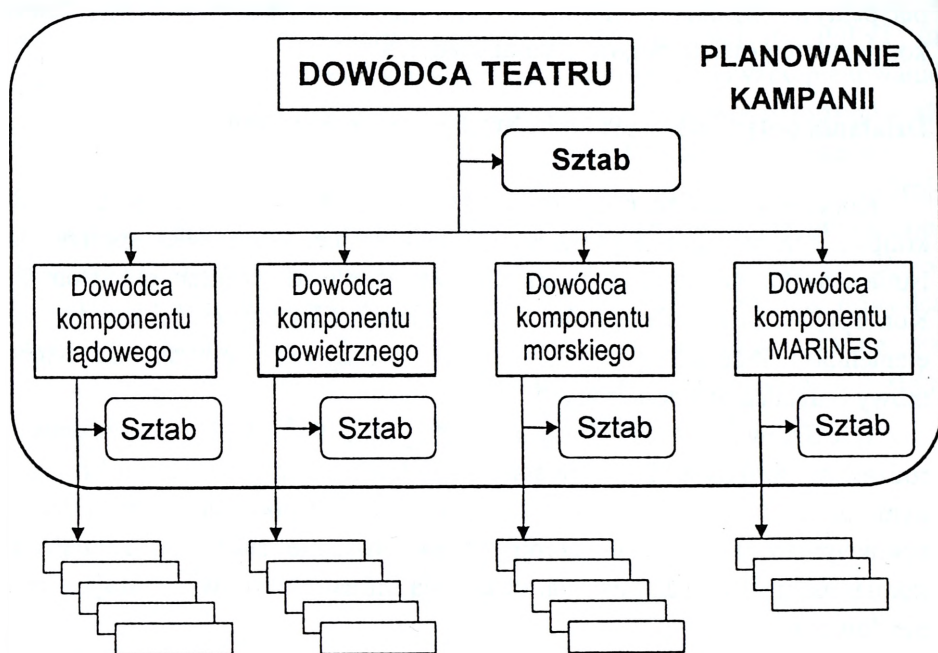 DOWÓDCA TEATRU
PLANOWANIE
KAMPANII
Sztab
Dowódca
komponentu
lądowego
Dowódca
komponentu
powietrznego
Dowódca
komponentu
morskiego
Dowódca
komponentu
MARINES
Sztab
Sztab
Sztab
Sztab